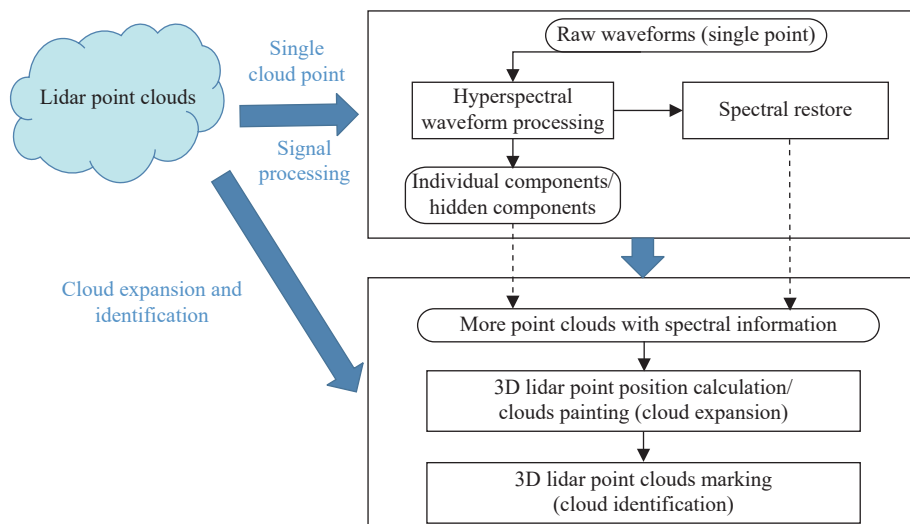 Lidar point clouds
Single
cloud point
Signal
processing
Raw waveforms (single point)
Hyperspectral
waveform processing
Spectral restore
Individual components/
hidden components
Cloud expansion and
identification
More point clouds with spectral information
3D lidar point position calculation/
clouds painting (cloud expansion)
3D lidar point clouds marking
(cloud identification)